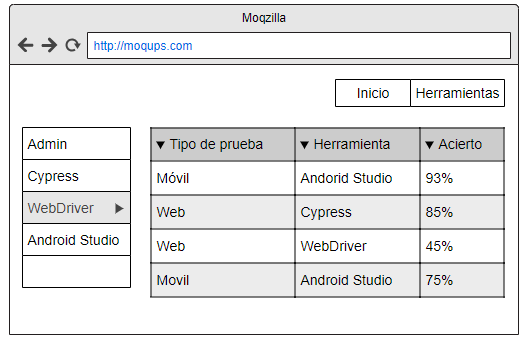 Moqzilla
http://moqups.com
Inicio Herramientas
Admin
Cypress
WebDriver
Android Studio
Tipo de prueba Herramienta Acierto
Móvil Andorid Studio 93%
Web Cypress 85%
Web WebDriver 45%
Movil Android Studio 75%